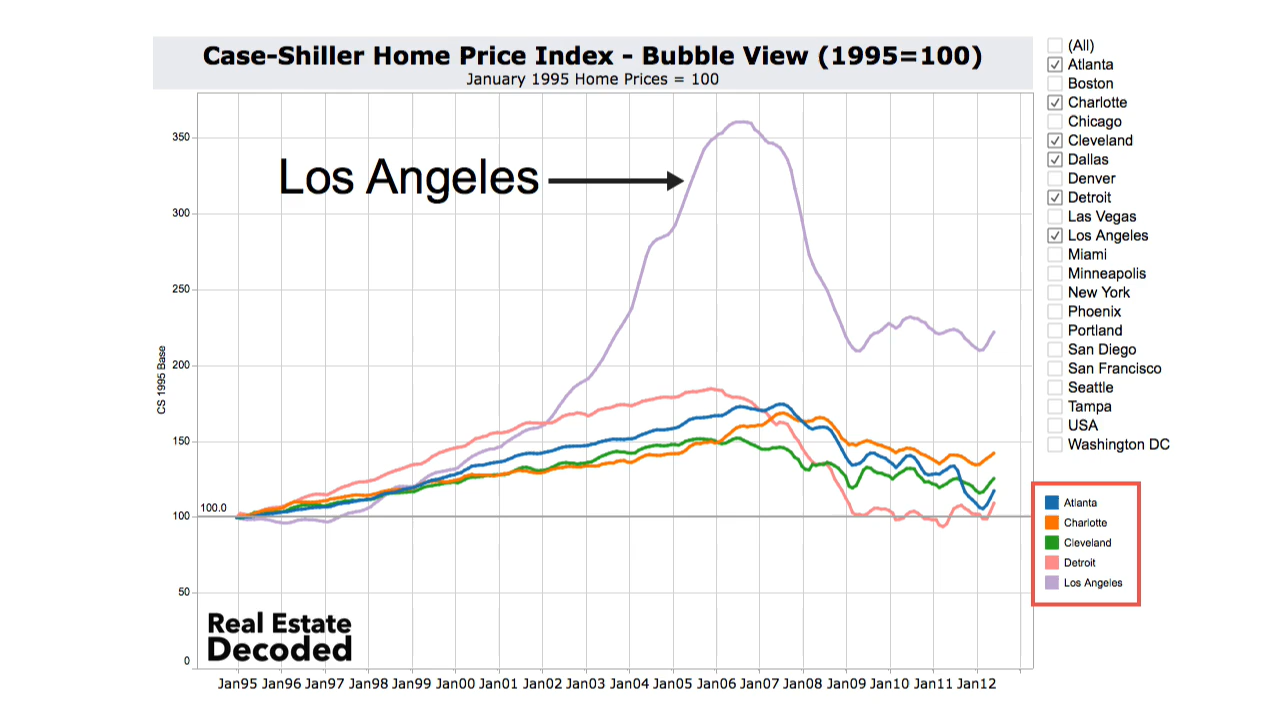 Case-Shiller Home Price Index - Bubble View (1995=100)
January 1995 Home Prices = 100
Los Angeles
CS 1995 Base
350
300
250
200
150
100
50
0
100.0
Real Estate
Decoded
Jan95 Jan96 Jan97 Jan98 Jan99 Jan00 Jan01 Jan02 Jan03 Jan04 Jan05 Jan06 Jan07 Jan08 Jan09 Jan10 Jan11 Jan12
(All)
Atlanta
Boston
Charlotte
Chicago
Cleveland
Dallas
Denver
Detroit
Las Vegas
Los Angeles
Miami
Minneapolis
New York
Phoenix
Portland
San Diego
San Francisco
Seattle
Tampa
USA
Washington DC
Atlanta
Charlotte
Cleveland
Detroit
Los Angeles